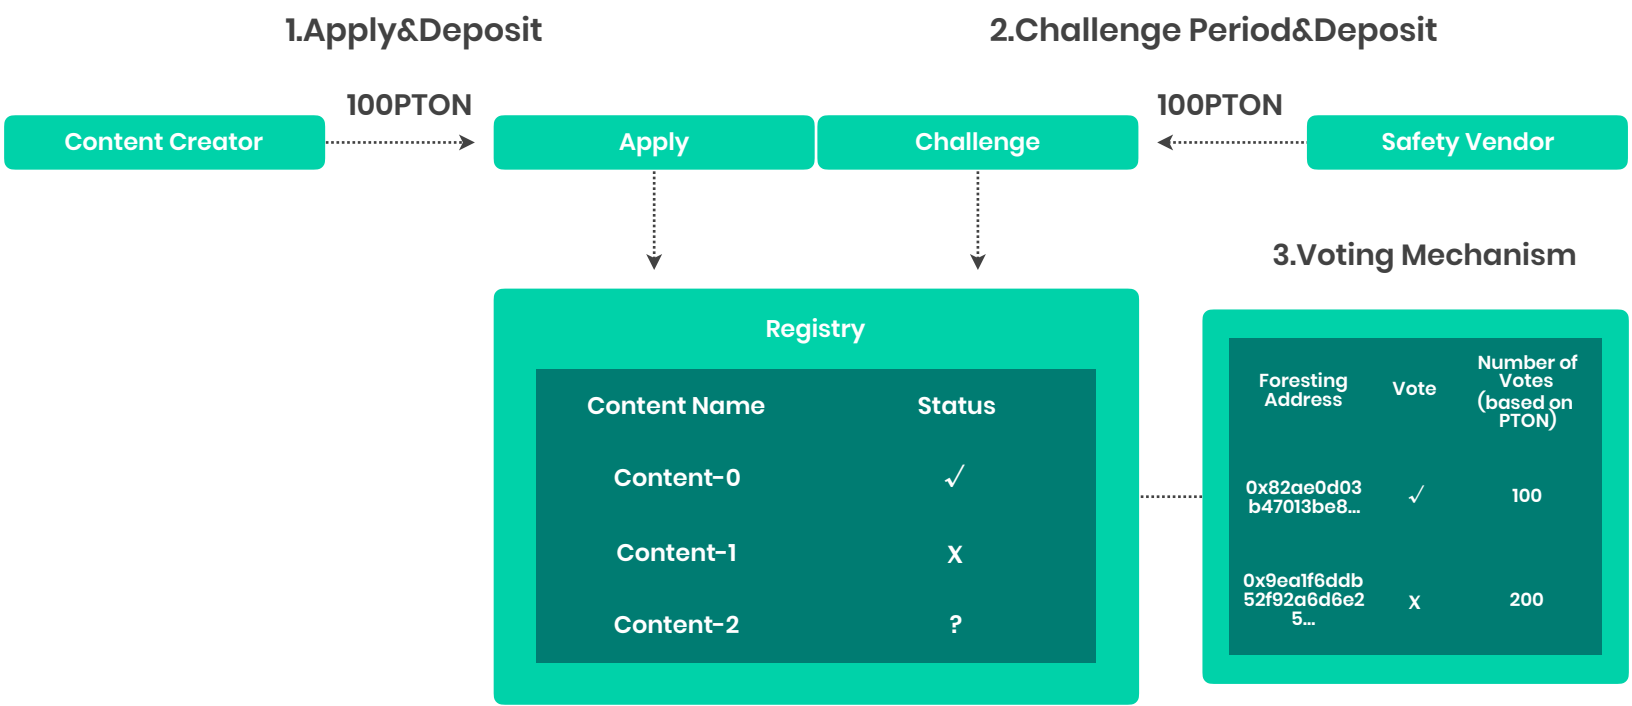 1.Apply&Deposit
2.Challenge Period&Deposit
100PTON
100PTON
Content Creator
Apply
Challenge
Safety Vendor
3.Voting Mechanism
Registry
Content Name
Status
Content-0
√
Content-1
X
Content-2
?
Foresting
Address
Vote
Number of
Votes
(based on
PTON)
0x82ae0d03
b47013be8...
√
100
0x9ea1f6ddb
52f92a6d6e2
5...
X
200